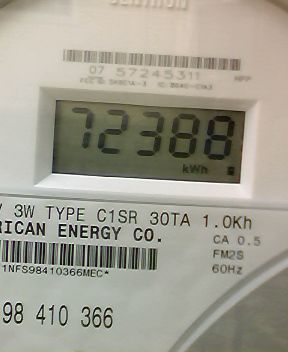 07 57245311
72388
kWh
3W TYPE C1SR 30TA 1.0Kh
RICAN ENERGY CO.
CA 0.5
FM2S
60Hz
1NFS98410366MEC*
98 410 366